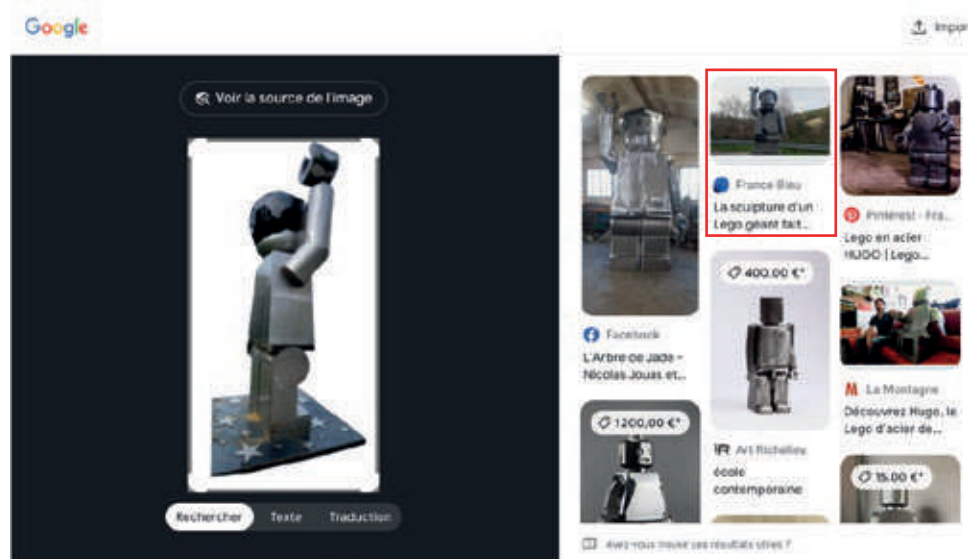 Google
Voir la source de l'image
Rechercher
Texte
Traduction
Facebook
L'Arbre de Jade -
Nicolas Jouas et...
1200,00 €*
France Bleu
La sculpture d'un
Lego géant fait...
400,00 €*
Art Richelieu
école
contemporaine
Pinterest - Fra...
Lego en acier
HUGO | Lego...
La Montagne
Découvrez Hugo, le
Lego d'acier de...
15,00 €*
Avez-vous trouvé ces résultats utiles ?